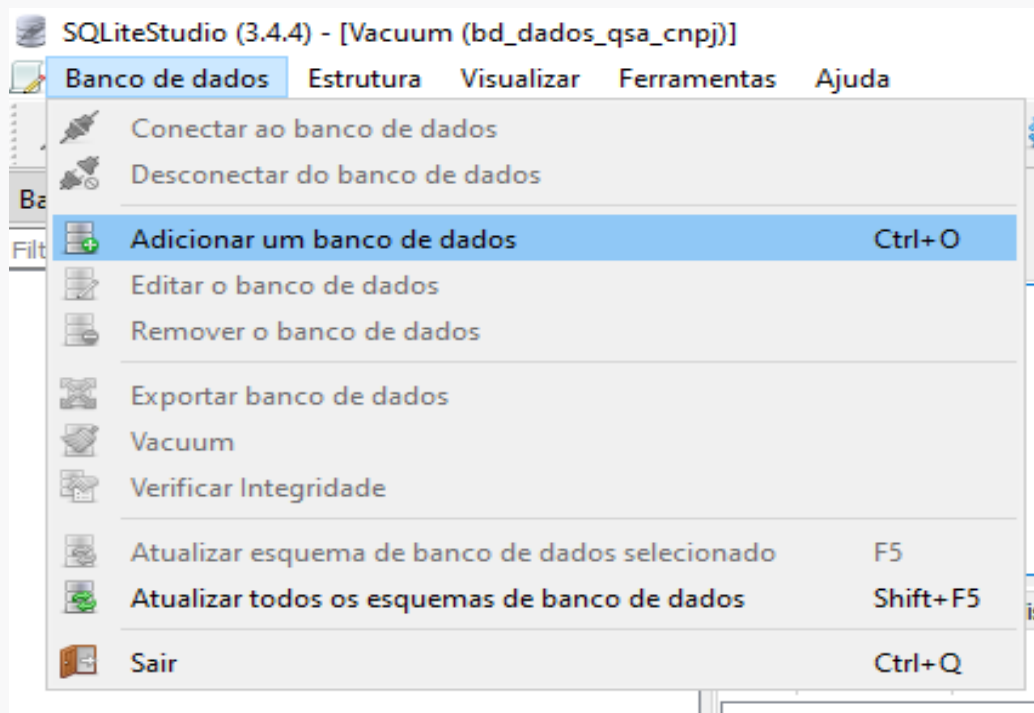 SQLiteStudio (3.4.4) - [Vacuum (bd_dados_qsa_cnpj)]
Banco de dados Estrutura Visualizar Ferramentas Ajuda
Conectar ao banco de dados
Desconectar do banco de dados
Ba
Adicionar um banco de dados Ctrl+O
Filt
Editar o banco de dados
Remover o banco de dados
Exportar banco de dados
Vacuum
Verificar Integridade
Atualizar esquema de banco de dados selecionado F5
Atualizar todos os esquemas de banco de dados Shift+F5
Sair Ctrl+Q